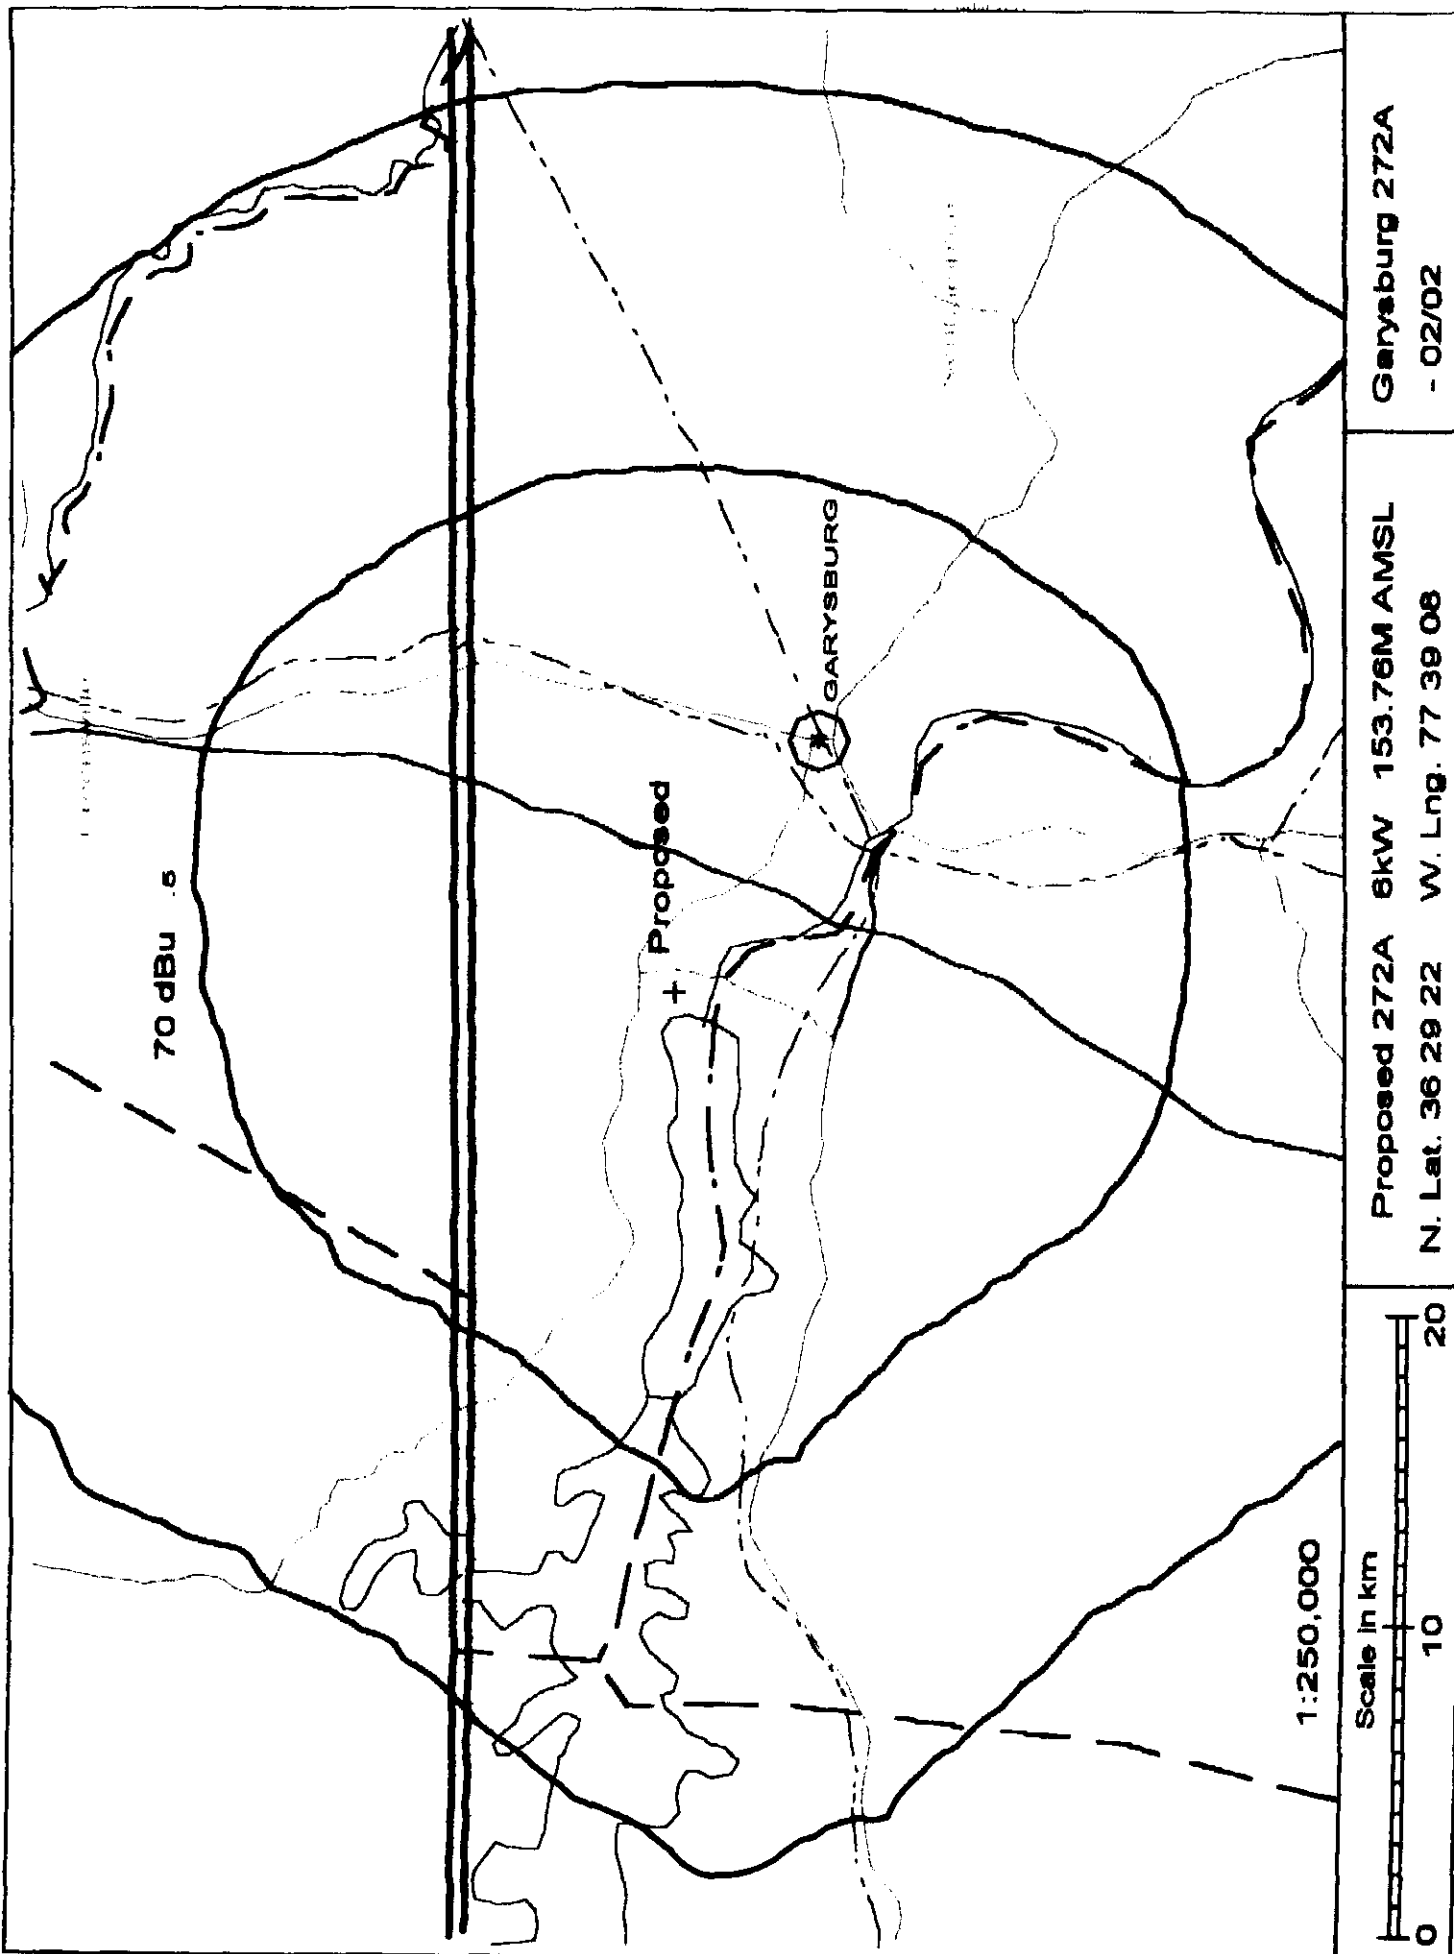 70 dBu .5
Proposed
GARYSBURG
1:250,000
Scale in km
0 10 20
Proposed 272A 6kW 153.76M AMSL
N. Lat. 36 29 22 W. Lng. 77 39 08
Garysburg 272A
- 02/02